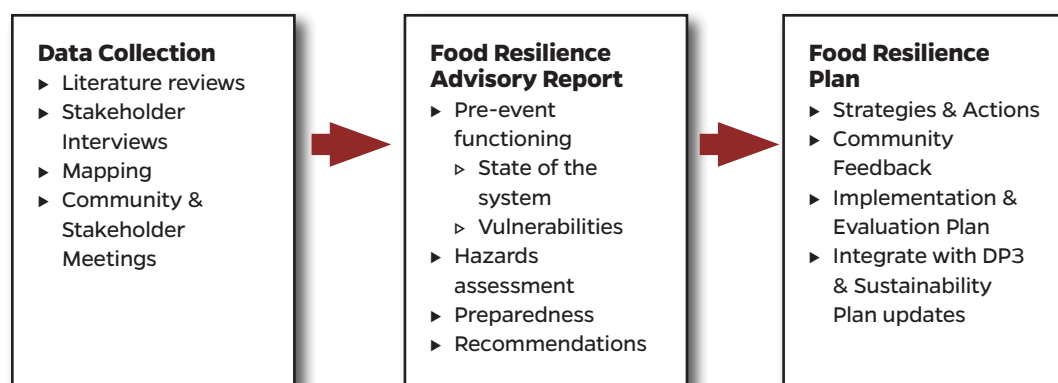 Data Collection
▸ Literature reviews
▸ Stakeholder
Interviews
▸ Mapping
▸ Community &
Stakeholder
Meetings
Food Resilience
Advisory Report
▸ Pre-event
functioning
▹ State of the
system
▹ Vulnerabilities
▸ Hazards
assessment
▸ Preparedness
▸ Recommendations
Food Resilience
Plan
▸ Strategies & Actions
▸ Community
Feedback
▸ Implementation &
Evaluation Plan
▸ Integrate with DP3
& Sustainability
Plan updates